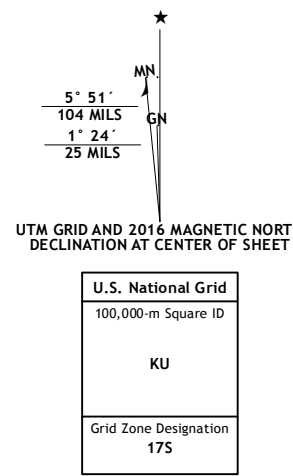 ★
MN.
5° 51´
104 MILS
GN
1° 24´
25 MILS
UTM GRID AND 2016 MAGNETIC NORT
DECLINATION AT CENTER OF SHEET
U.S. National Grid
100,000-m Square ID
KU
Grid Zone Designation
17S